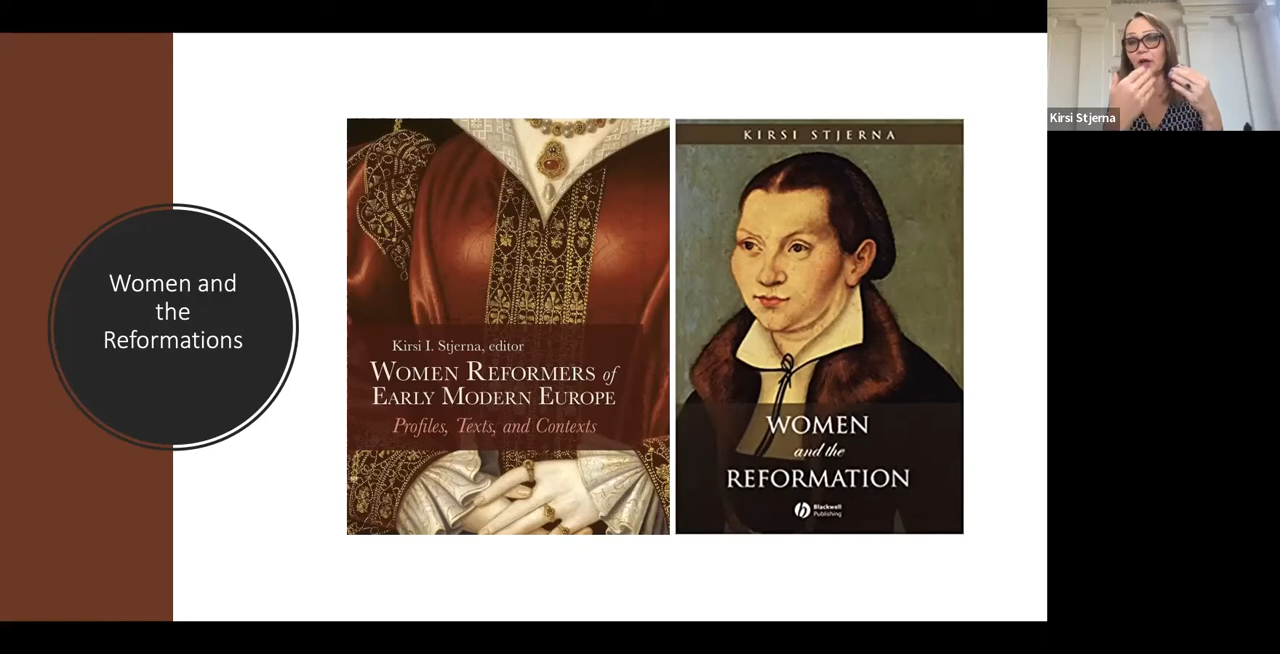 Women and
the
Reformations
Kirsi I. Stjerna, editor
WOMEN REFORMERS of
EARLY MODERN EUROPE
Profiles, Texts, and Contexts
KIRSI STJERNA
WOMEN
and the
REFORMATION
b Blackwell
Publishing
Kirsi Stjerna